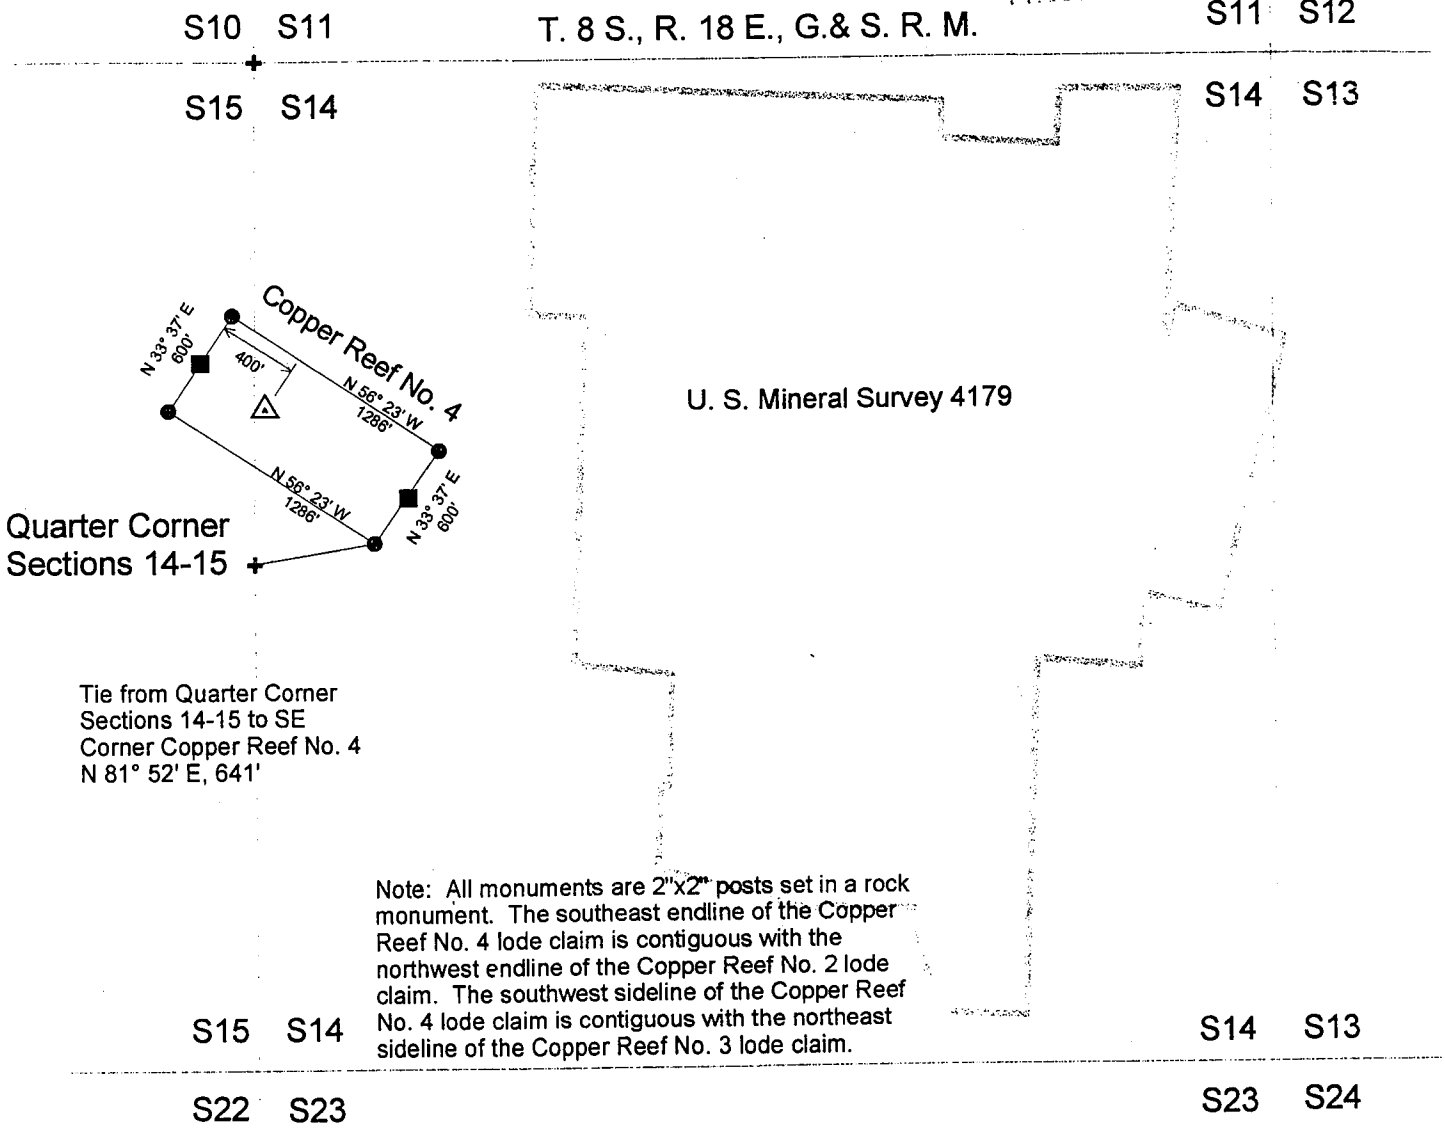 S10 S11
T. 8 S., R. 18 E., G.& S. R. M.
S11 S12
S15 S14
S14 S13
Copper Reef No. 4
N 33° 37' E
600'
400'
N 56° 23' W
1286'
U. S. Mineral Survey 4179
N 56° 23' W
1286'
N 33° 37' E
600'
Quarter Corner
Sections 14-15
Tie from Quarter Corner
Sections 14-15 to SE
Corner Copper Reef No. 4
N 81° 52' E, 641'
Note: All monuments are 2"x2" posts set in a rock
monument. The southeast endline of the Copper
Reef No. 4 lode claim is contiguous with the
northwest endline of the Copper Reef No. 2 lode
claim. The southwest sideline of the Copper Reef
No. 4 lode claim is contiguous with the northeast
sideline of the Copper Reef No. 3 lode claim.
S15 S14
S14 S13
S22 S23
S23 S24